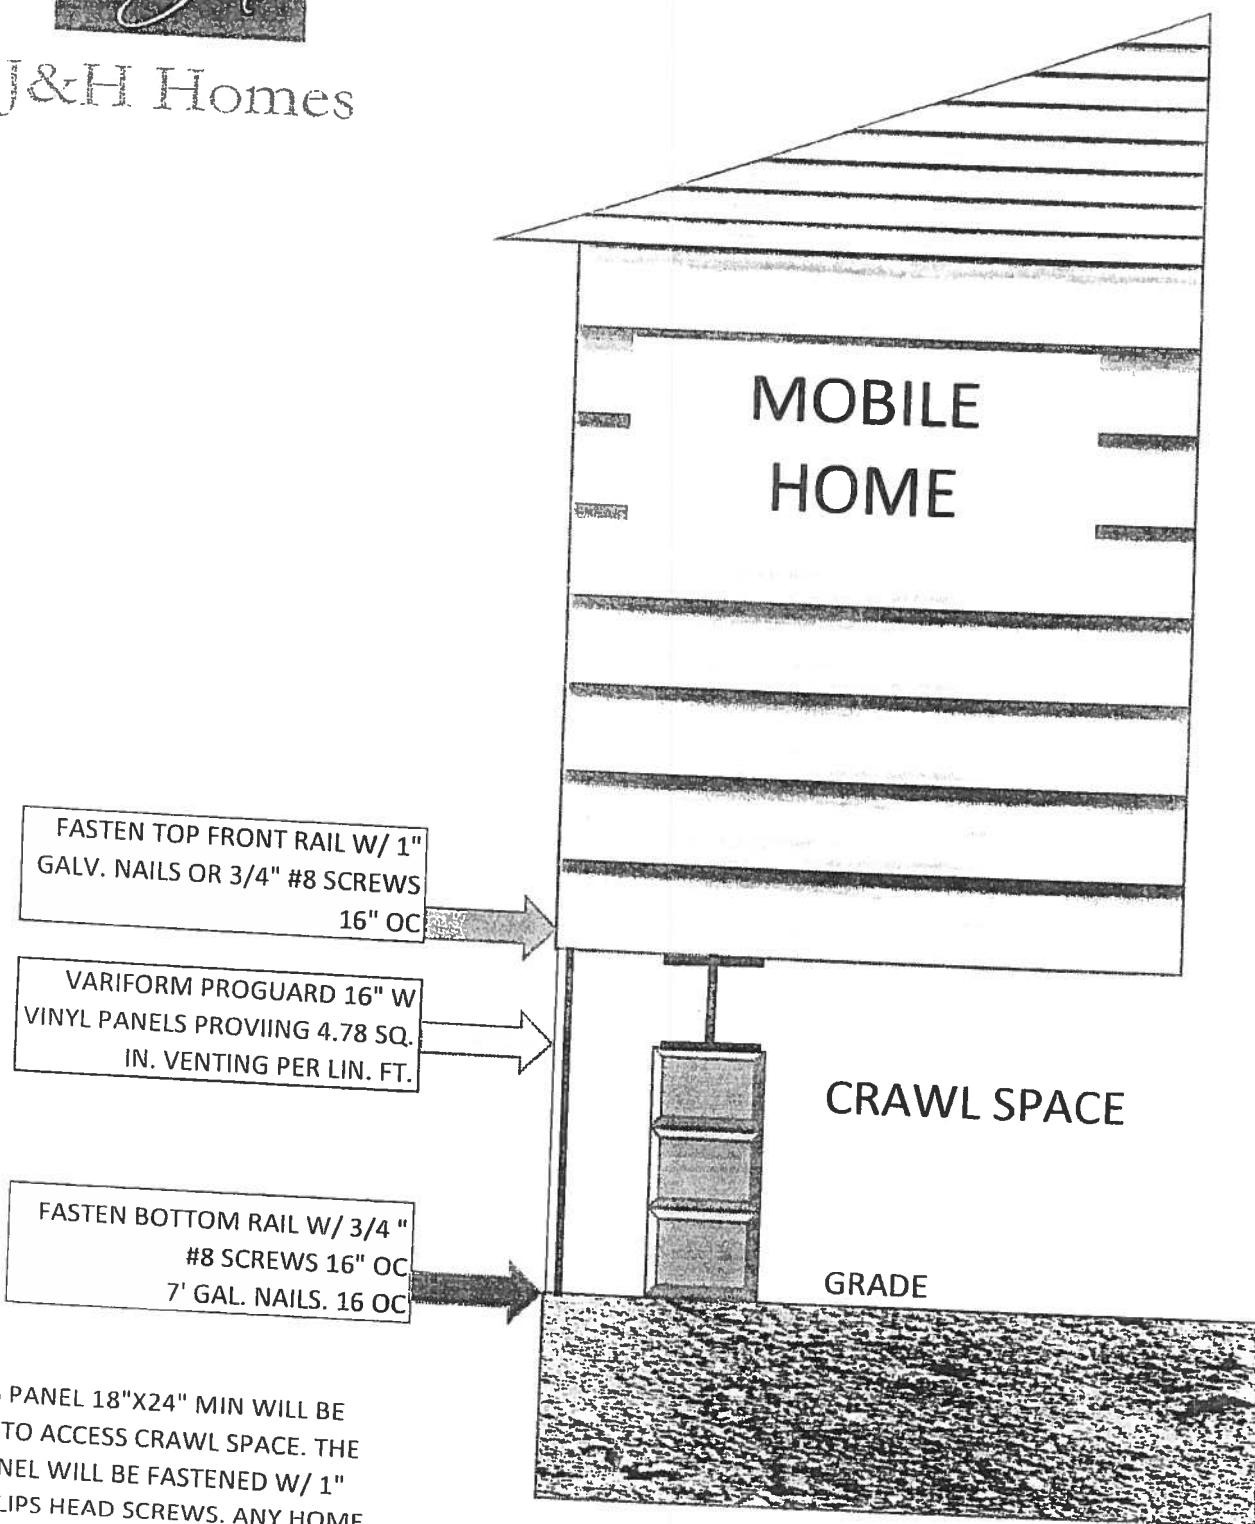 J&H Homes
MOBILE
HOME
FASTEN TOP FRONT RAIL W/ 1"
GALV. NAILS OR 3/4" #8 SCREWS
16" OC
VARIFORM PROGUARD 16" W
VINYL PANELS PROVIING 4.78 SQ.
IN. VENTING PER LIN. FT.
CRAWL SPACE
FASTEN BOTTOM RAIL W/ 3/4 "
#8 SCREWS 16" OC
7' GAL. NAILS. 16 OC
GRADE
PANEL 18"X24" MIN WILL BE
TO ACCESS CRAWL SPACE. THE
WILL BE FASTENED W/ 1"
HEAD SCREWS. ANY HOME